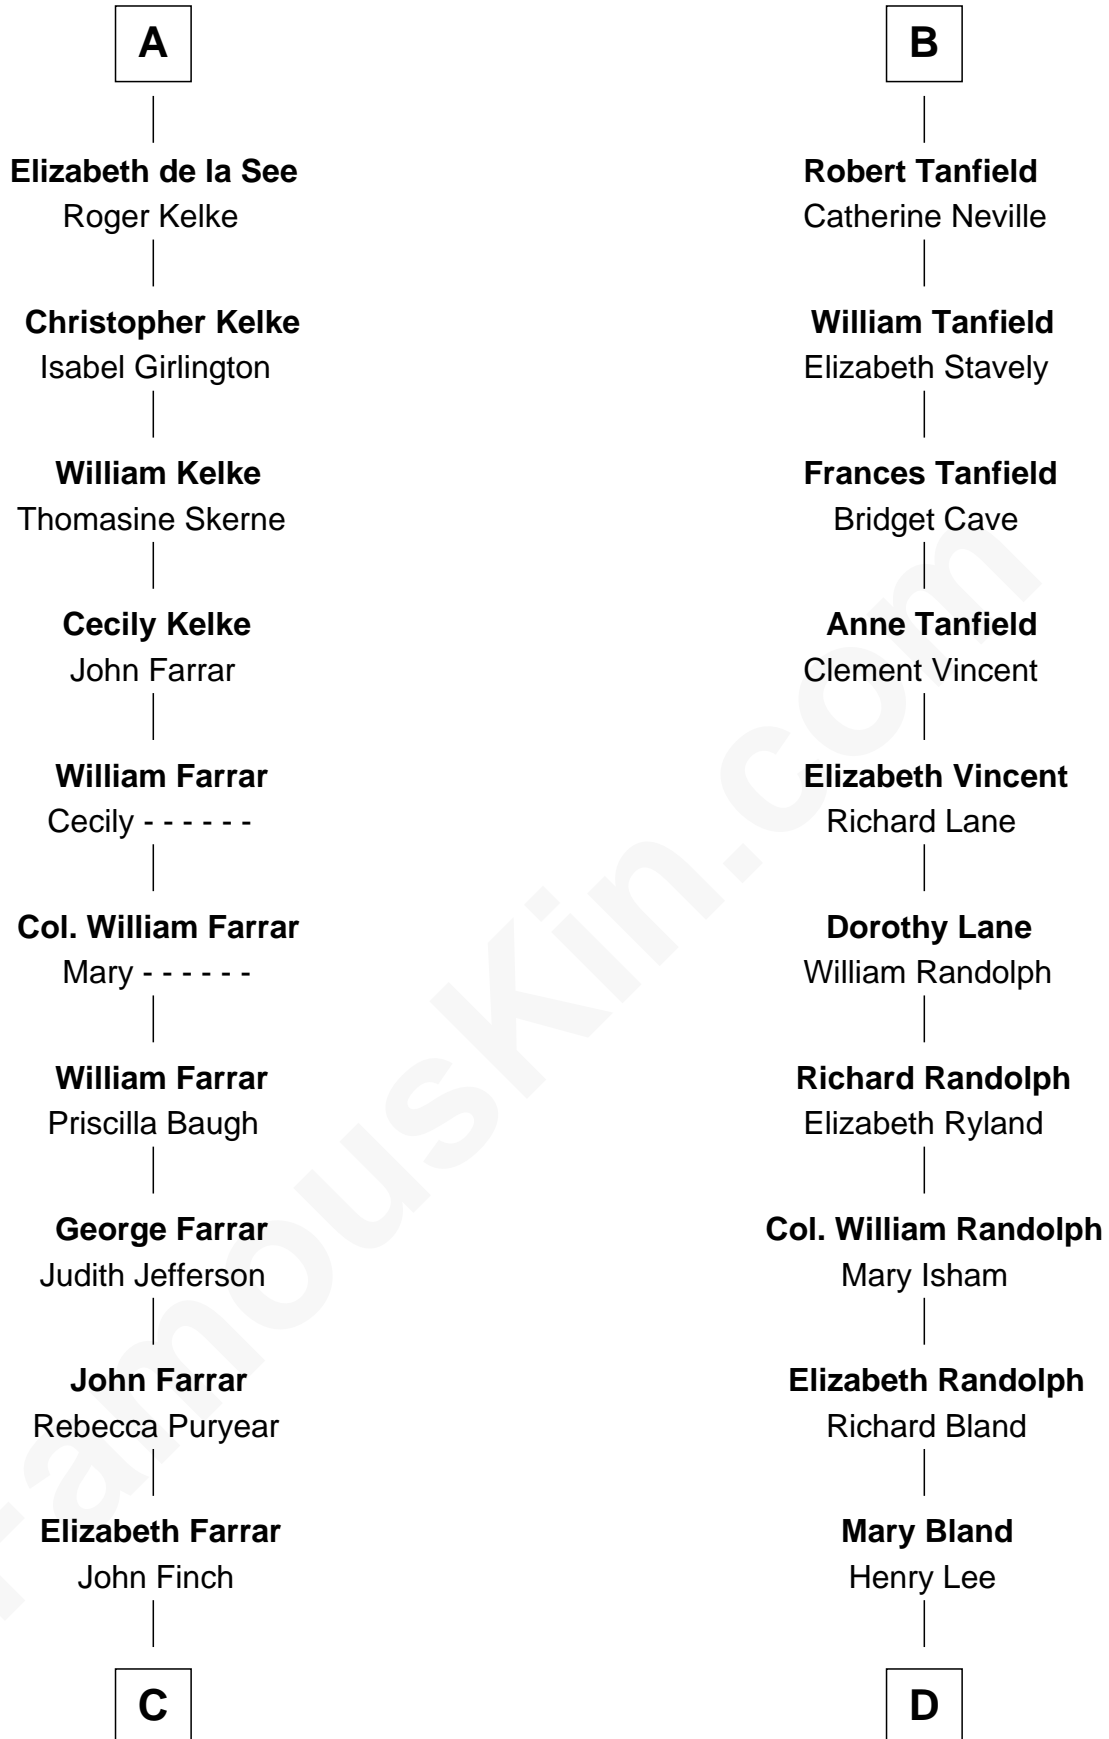 A
Elizabeth de la See
Roger Kelke
Christopher Kelke
Isabel Girlington
William Kelke
Thomasine Skerne
Cecily Kelke
John Farrar
William Farrar
Cecily - - - - - -
Col. William Farrar
Mary - - - - - -
William Farrar
Priscilla Baugh
George Farrar
Judith Jefferson
John Farrar
Rebecca Puryear
Elizabeth Farrar
John Finch
C
B
Robert Tanfield
Catherine Neville
William Tanfield
Elizabeth Stavely
Frances Tanfield
Bridget Cave
Anne Tanfield
Clement Vincent
Elizabeth Vincent
Richard Lane
Dorothy Lane
William Randolph
Richard Randolph
Elizabeth Ryland
Col. William Randolph
Mary Isham
Elizabeth Randolph
Richard Bland
Mary Bland
Henry Lee
D
FamousKin.com